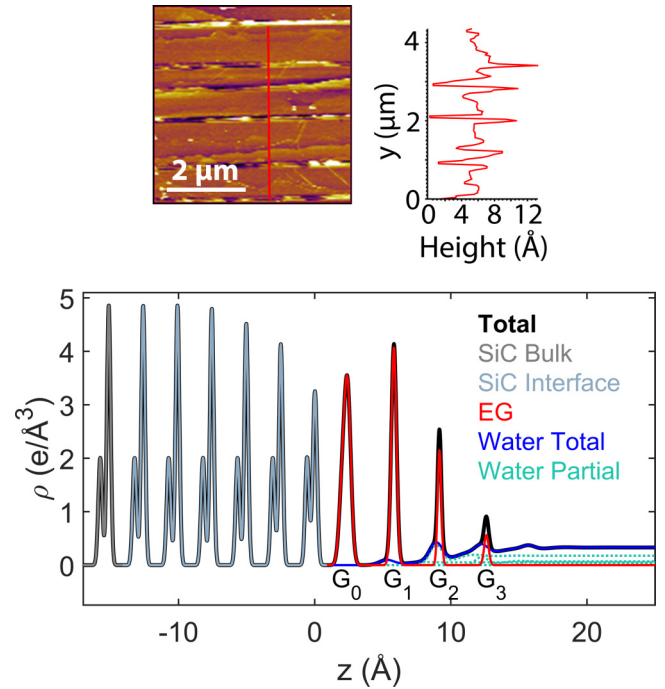 2 μm
4
2
0
y (μm)
0 4 8 12
Height (Å)
5
4
3
2
1
0
ρ (e/Å³)
Total
SiC Bulk
SiC Interface
EG
Water Total
Water Partial
G₀ G₁ G₂ G₃
-10 0 10 20
z (Å)